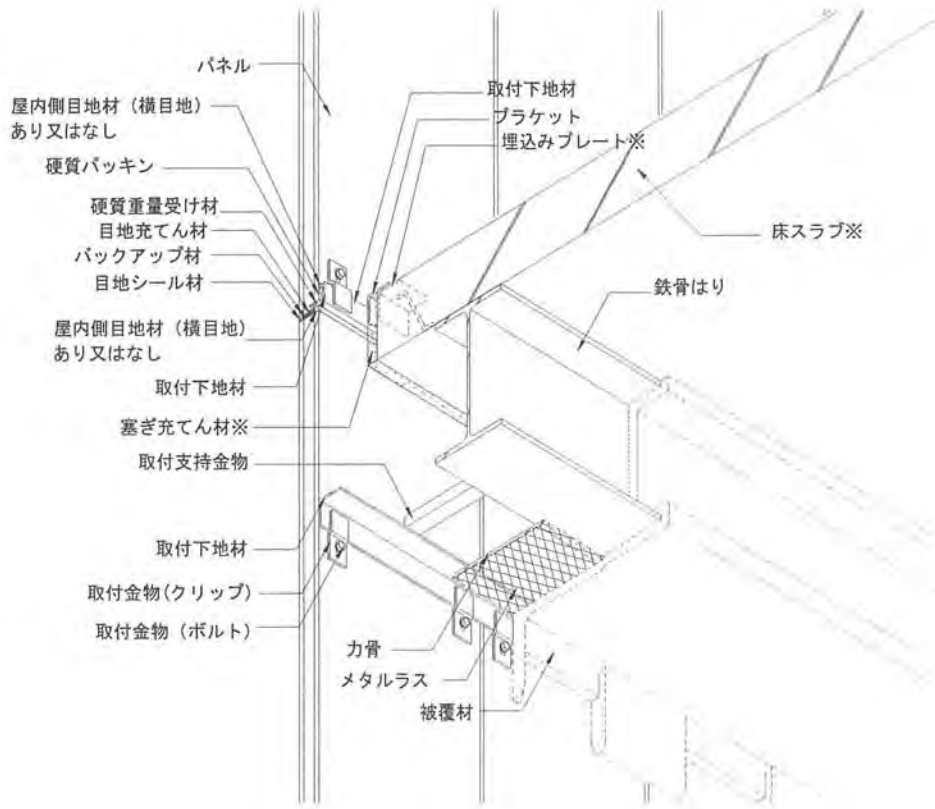 パネル
屋内側目地材（横目地）
あり又はなし
硬質パッキン
硬質重量受け材
目地充てん材
バックアップ材
目地シール材
屋内側目地材（横目地）
あり又はなし
取付下地材
塞ぎ充てん材※
取付支持金物
取付下地材
取付金物(クリップ)
取付金物（ボルト）
取付下地材
ブラケット
埋込みプレート※
床スラブ※
鉄骨はり
力骨
メタルラス
被覆材